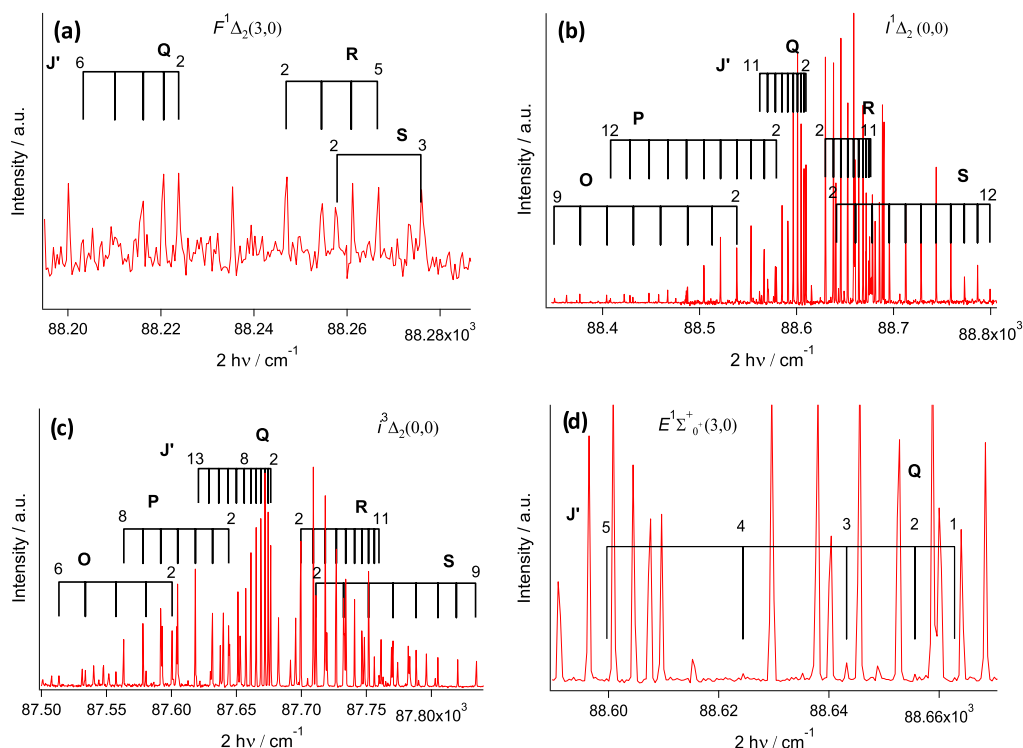 (a)
F¹Δ₂(3,0)
J' 6 Q 2
2 R 5
2 S 3
Intensity / a.u.
88.20 88.22 88.24 88.26 88.28x10³
2 hν / cm⁻¹
(b)
I¹Δ₂ (0,0)
Q
J' 11 2
P R
12 2 2 11
O S
9 2 2 12
Intensity / a.u.
88.4 88.5 88.6 88.7 88.8x10³
2 hν / cm⁻¹
(c)
i³Δ₂(0,0)
Q
J' 13 8 2
P R
8 2 2 11
O S
6 2 2 9
Intensity / a.u.
87.50 87.60 87.65 87.70 87.75 87.80x10³
2 hν / cm⁻¹
(d)
E¹Σ⁺₀⁺(3,0)
Q
J' 5 4 3 2 1
Intensity / a.u.
88.60 88.62 88.64 88.66x10³
2 hν / cm⁻¹